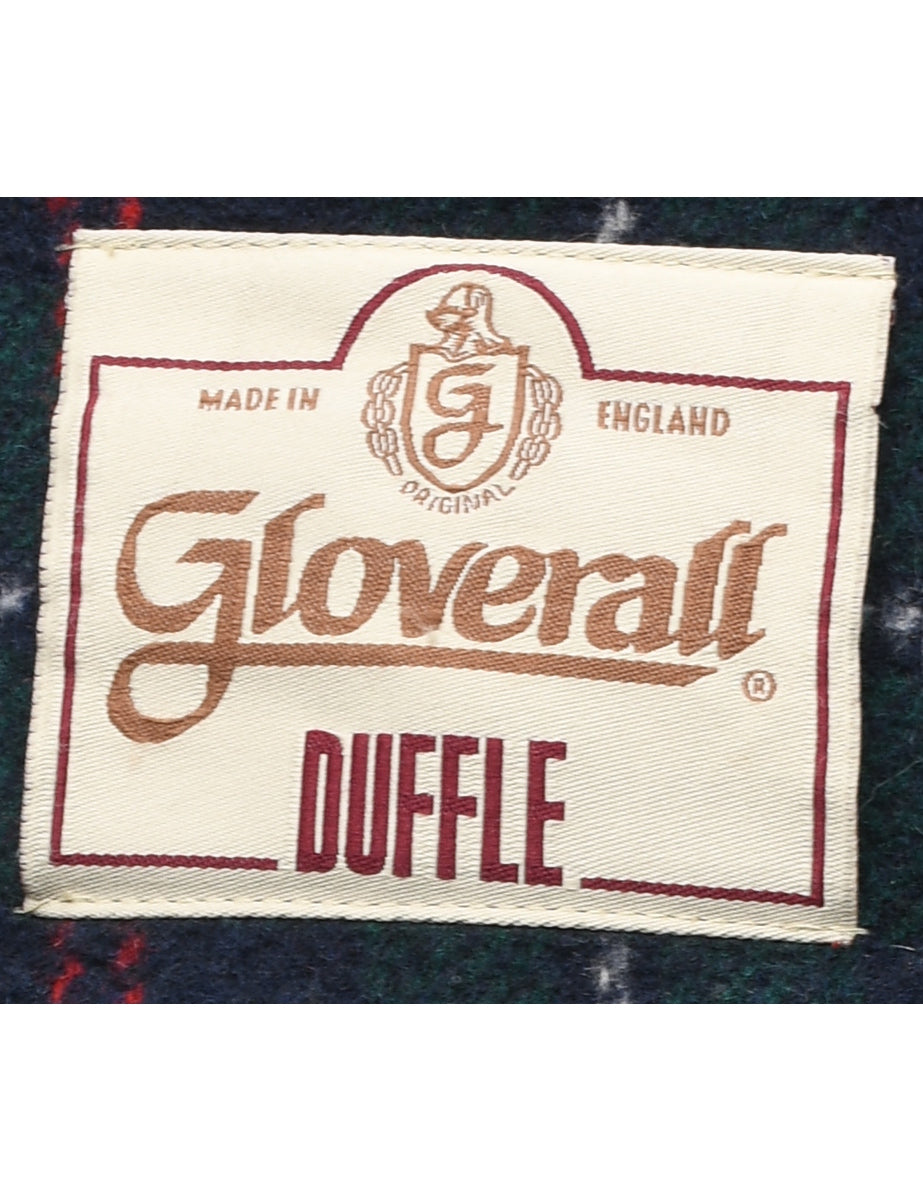 MADE IN ENGLAND
G
ORIGINAL
Gloverall
®
DUFFLE